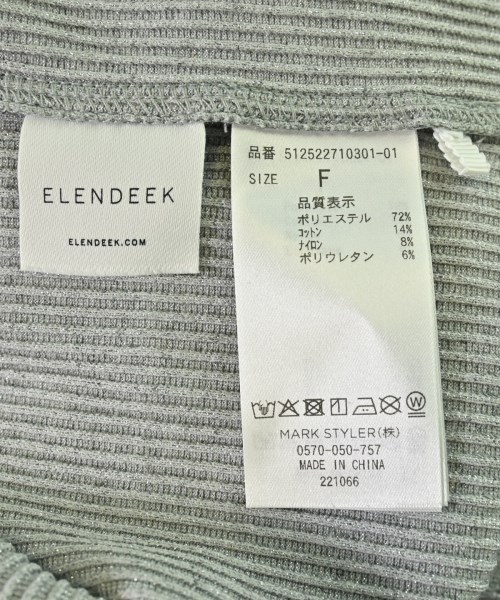 ELENDEEK
ELENDEEK.COM
品番 512522710301-01
SIZE F
品質表示
ポリエステル 72%
コットン 14%
ナイロン 8%
ポリウレタン 6%
MARK STYLER(株)
0570-050-757
MADE IN CHINA
221066